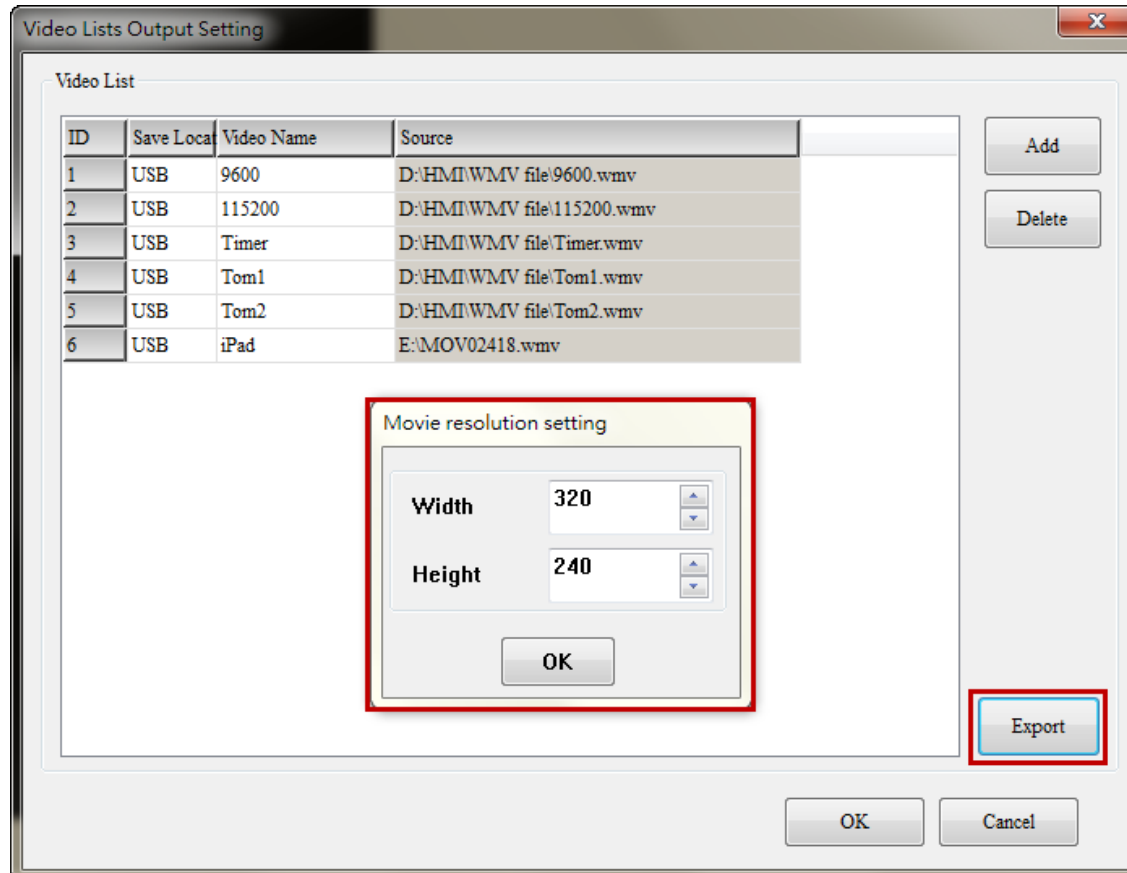 Video Lists Output Setting
Video List
ID Save Locat Video Name Source
1 USB 9600 D:\HMI\WMV file\9600.wmv
2 USB 115200 D:\HMI\WMV file\115200.wmv
3 USB Timer D:\HMI\WMV file\Timer.wmv
4 USB Tom1 D:\HMI\WMV file\Tom1.wmv
5 USB Tom2 D:\HMI\WMV file\Tom2.wmv
6 USB iPad E:\MOV02418.wmv
Add
Delete
Movie resolution setting
Width 320
Height 240
OK
Export
OK Cancel